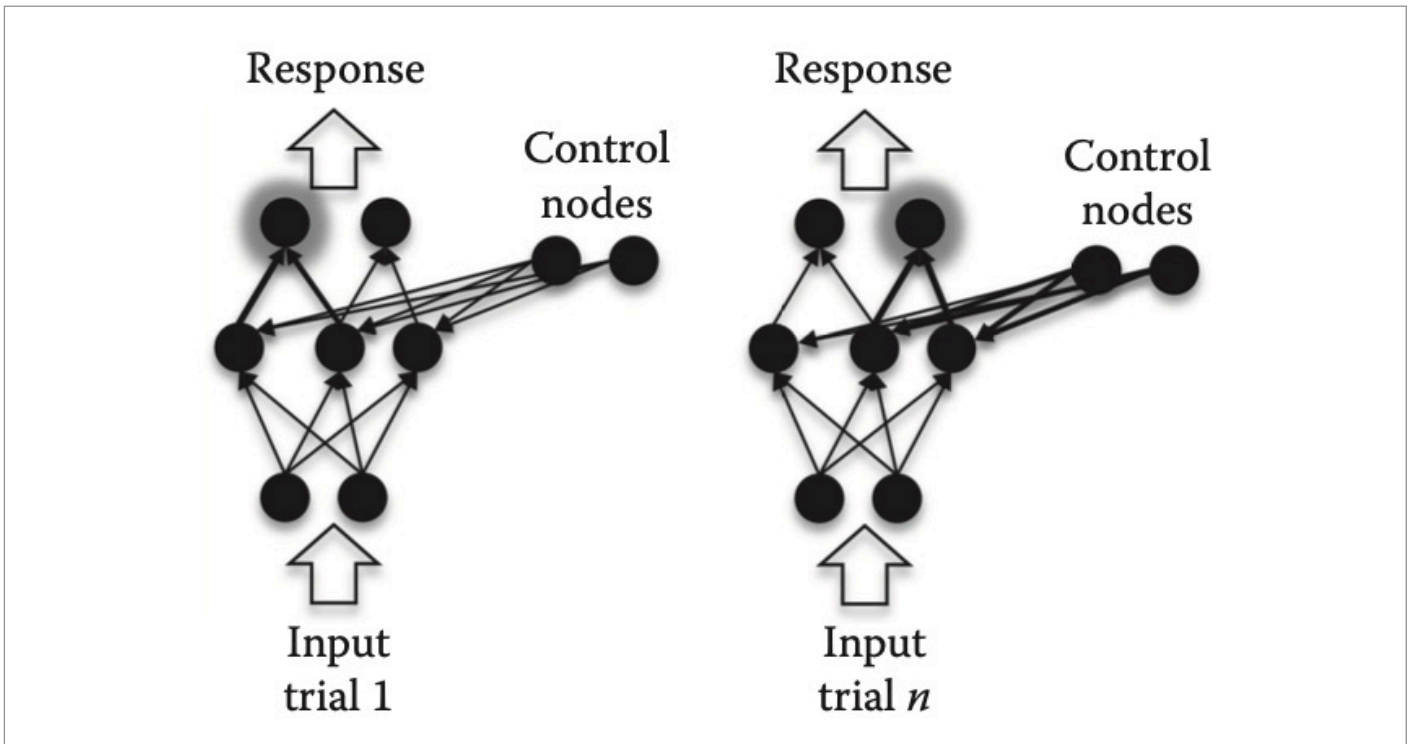 Response
Control
nodes
Input
trial 1
Response
Control
nodes
Input
trial n